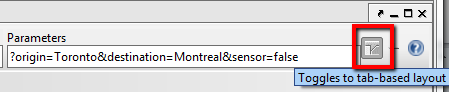 Parameters
?origin=Toronto&destination=Montreal&sensor=false
Toggles to tab-based layout